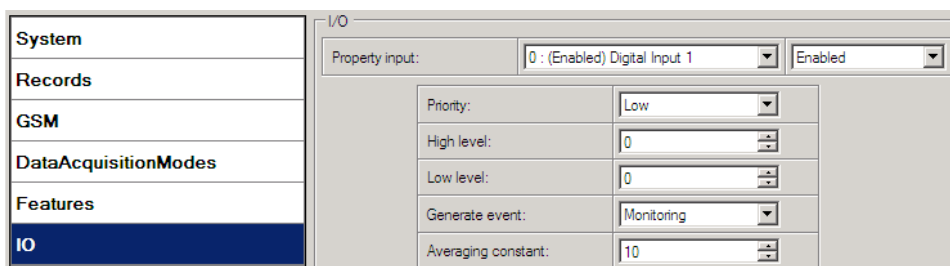 System
Records
GSM
DataAcquisitionModes
Features
IO
I/O
Property input: 0 : (Enabled) Digital Input 1 Enabled
Priority: Low
High level: 0
Low level: 0
Generate event: Monitoring
Averaging constant: 10